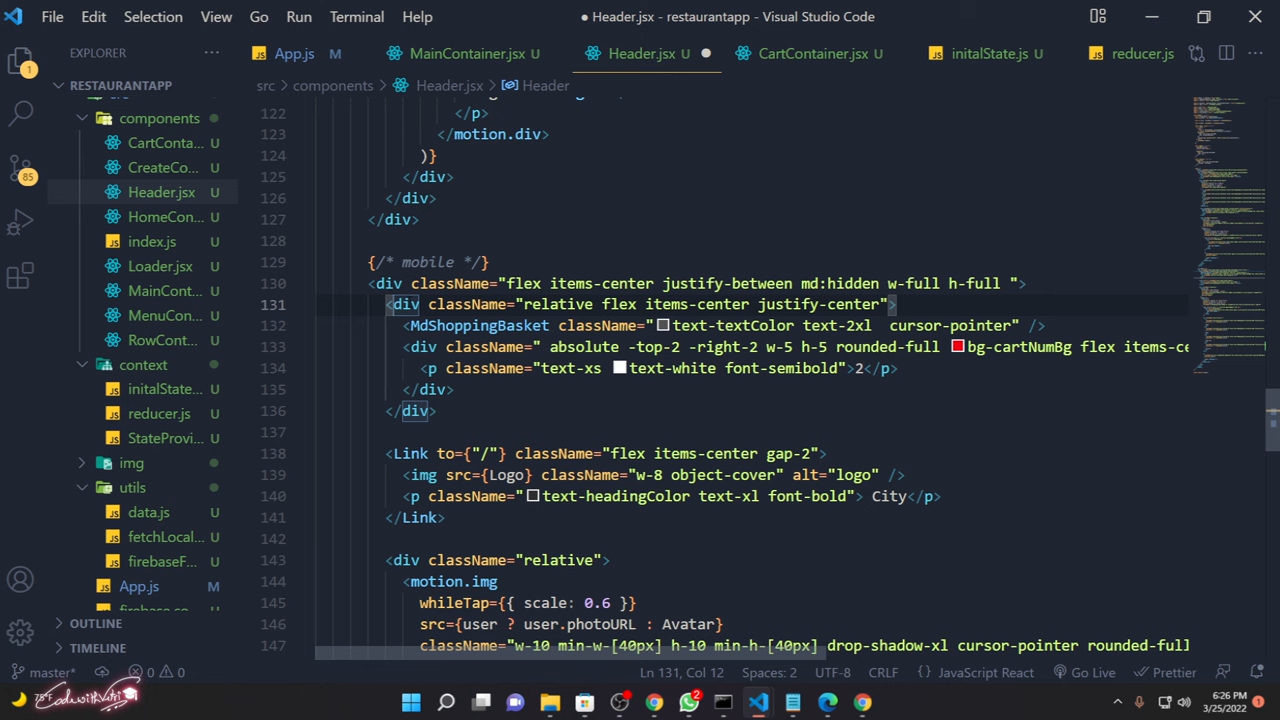 File Edit Selection View Go Run Terminal Help
● Header.jsx - restaurantapp - Visual Studio Code
EXPLORER
App.js M
MainContainer.jsx U
Header.jsx U
CartContainer.jsx U
initalState.js U
reducer.js
RESTAURANTAPP
src > components > Header.jsx > Header
components
CartConta... U
CreateCo... U
Header.jsx U
HomeCon... U
index.js U
Loader.jsx U
MainCont... U
MenuCont... U
RowCont... U
context
initalState... U
reducer.js U
StateProvi... U
img
utils
data.js U
fetchLocal... U
firebaseF... U
App.js M
firebase.co...
OUTLINE
TIMELINE
1
85
122 </p>
123 </motion.div>
124 )}
125 </div>
126 </div>
127 </div>
128
129 {/* mobile */}
130 <div className="flex items-center justify-between md:hidden w-full h-full ">
131 <div className="relative flex items-center justify-center">
132 <MdShoppingBasket className="text-textColor text-2xl  cursor-pointer" />
133 <div className=" absolute -top-2 -right-2 w-5 h-5 rounded-full bg-cartNumBg flex items-ce
134 <p className="text-xs text-white font-semibold">2</p>
135 </div>
136 </div>
137
138 <Link to={"/"} className="flex items-center gap-2">
139 <img src={Logo} className="w-8 object-cover" alt="logo" />
140 <p className="text-headingColor text-xl font-bold"> City</p>
141 </Link>
142
143 <div className="relative">
144 <motion.img
145 whileTap={{ scale: 0.6 }}
146 src={user ? user.photoURL : Avatar}
147 className="w-10 min-w-[40px] h-10 min-h-[40px] drop-shadow-xl cursor-pointer rounded-full
master* 0 0
Ln 131, Col 12 Spaces: 2 UTF-8 CRLF {} JavaScript React Go Live Prettier
78°F
2
6:26 PM
3/25/2022
1